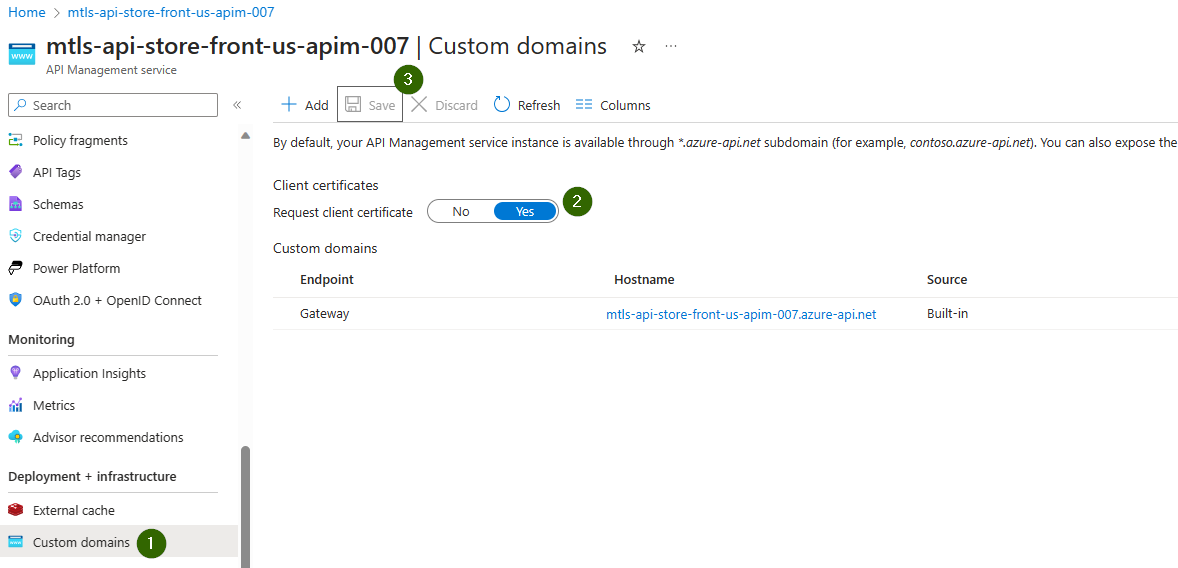 Home > mtls-api-store-front-us-apim-007
mtls-api-store-front-us-apim-007 | Custom domains
API Management service
Search
Policy fragments
API Tags
Schemas
Credential manager
Power Platform
OAuth 2.0 + OpenID Connect
Monitoring
Application Insights
Metrics
Advisor recommendations
Deployment + infrastructure
External cache
Custom domains 1
3
Add Save Discard Refresh Columns
By default, your API Management service instance is available through *.azure-api.net subdomain (for example, contoso.azure-api.net). You can also expose the
Client certificates
Request client certificate No Yes 2
Custom domains
Endpoint Hostname Source
Gateway mtls-api-store-front-us-apim-007.azure-api.net Built-in
www